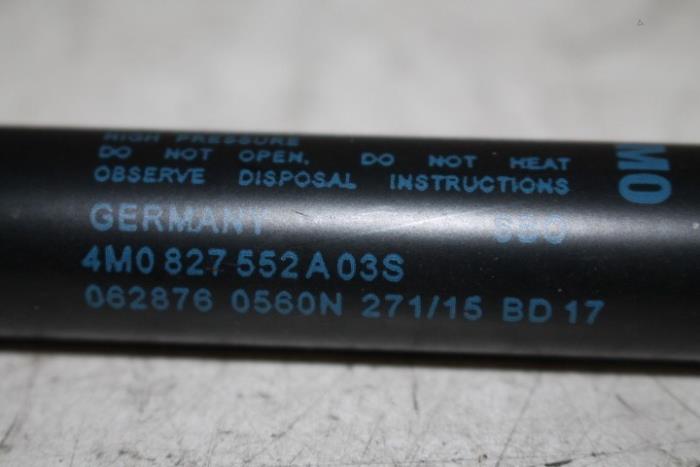 HIGH PRESSURE
DO NOT OPEN. DO NOT HEAT
OBSERVE DISPOSAL INSTRUCTIONS
GERMANY
4M0 827 552 A 03S
062876 0560N 271/15 BD 17
M0